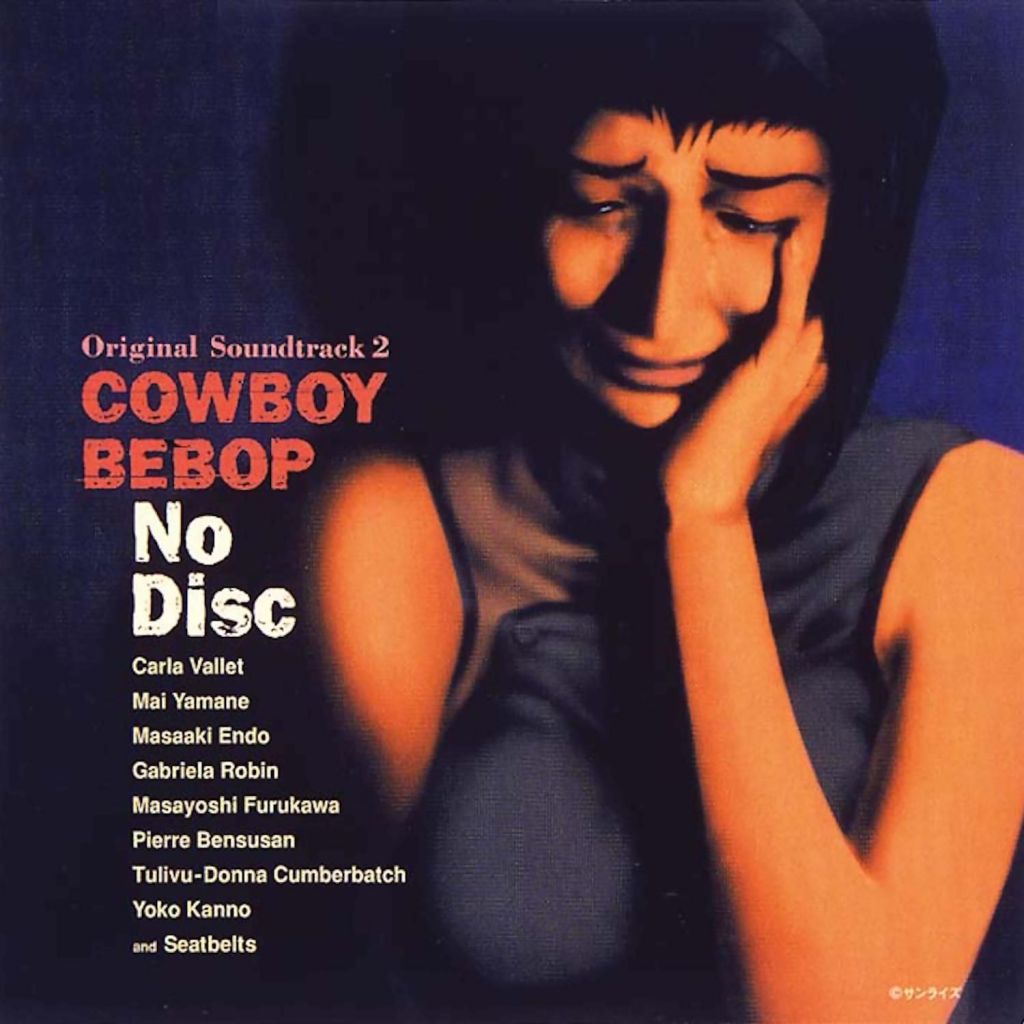 Original Soundtrack 2
COWBOY
BEBOP
No
Disc
Carla Vallet
Mai Yamane
Masaaki Endo
Gabriela Robin
Masayoshi Furukawa
Pierre Bensusan
Tulivu-Donna Cumberbatch
Yoko Kanno
and Seatbelts
©サンライズ